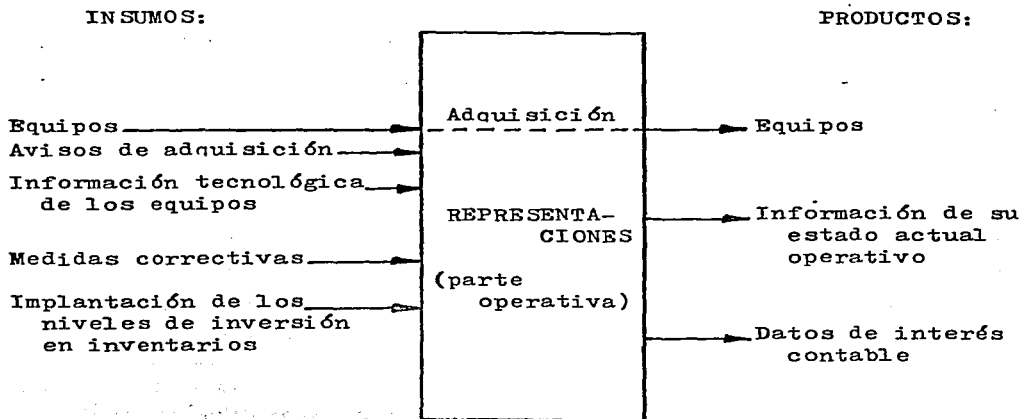 INSUMOS:
PRODUCTOS:
Equipos
Avisos de adquisición
Información tecnológica
de los equipos
Medidas correctivas
Implantación de los
niveles de inversión
en inventarios
Adquisición
REPRESENTA-
CIONES
(parte
operativa)
Equipos
Información de su
estado actual
operativo
Datos de interés
contable